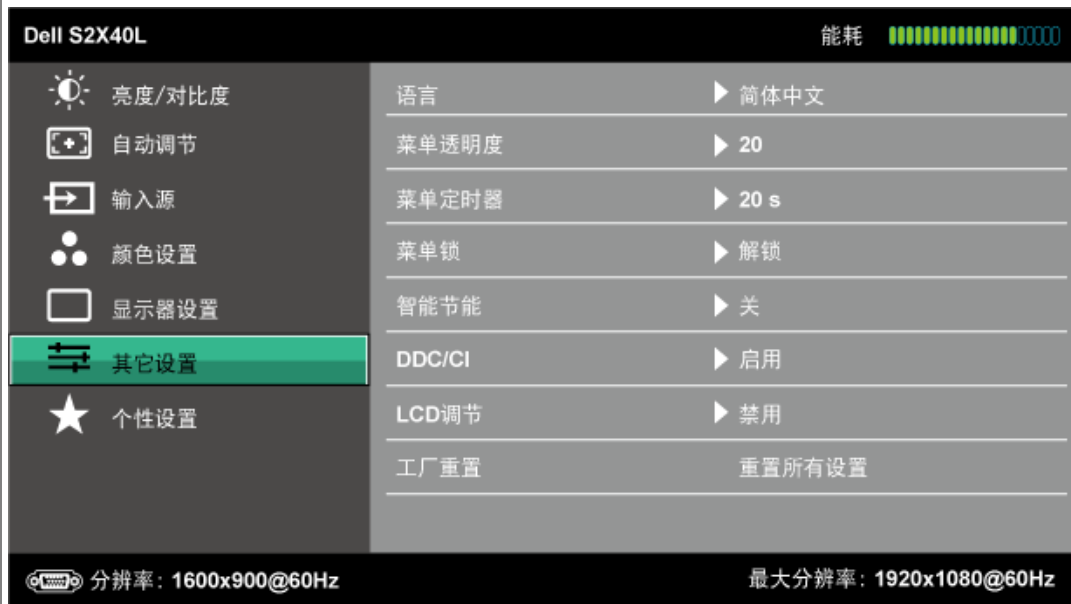 Dell S2X40L 能耗
亮度/对比度 语言 简体中文
自动调节 菜单透明度 20
输入源 菜单定时器 20 s
颜色设置 菜单锁 解锁
显示器设置 智能节能 关
其它设置 DDC/CI 启用
个性设置 LCD调节 禁用
工厂重置 重置所有设置
分辨率: 1600x900@60Hz 最大分辨率: 1920x1080@60Hz